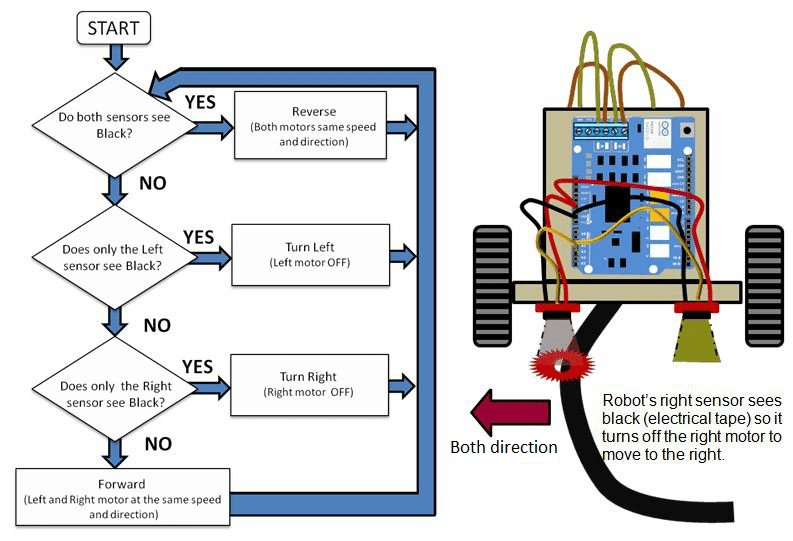 START
Do both sensors see
Black?
YES
Reverse
(Both motors same speed
and direction)
NO
Does only the Left
sensor see Black?
YES
Turn Left
(Left motor OFF)
NO
Does only the Right
sensor see Black?
YES
Turn Right
(Right motor OFF)
NO
Forward
(Left and Right motor at the same speed
and direction)
Both direction
Robot's right sensor sees
black (electrical tape) so it
turns off the right motor to
move to the right.